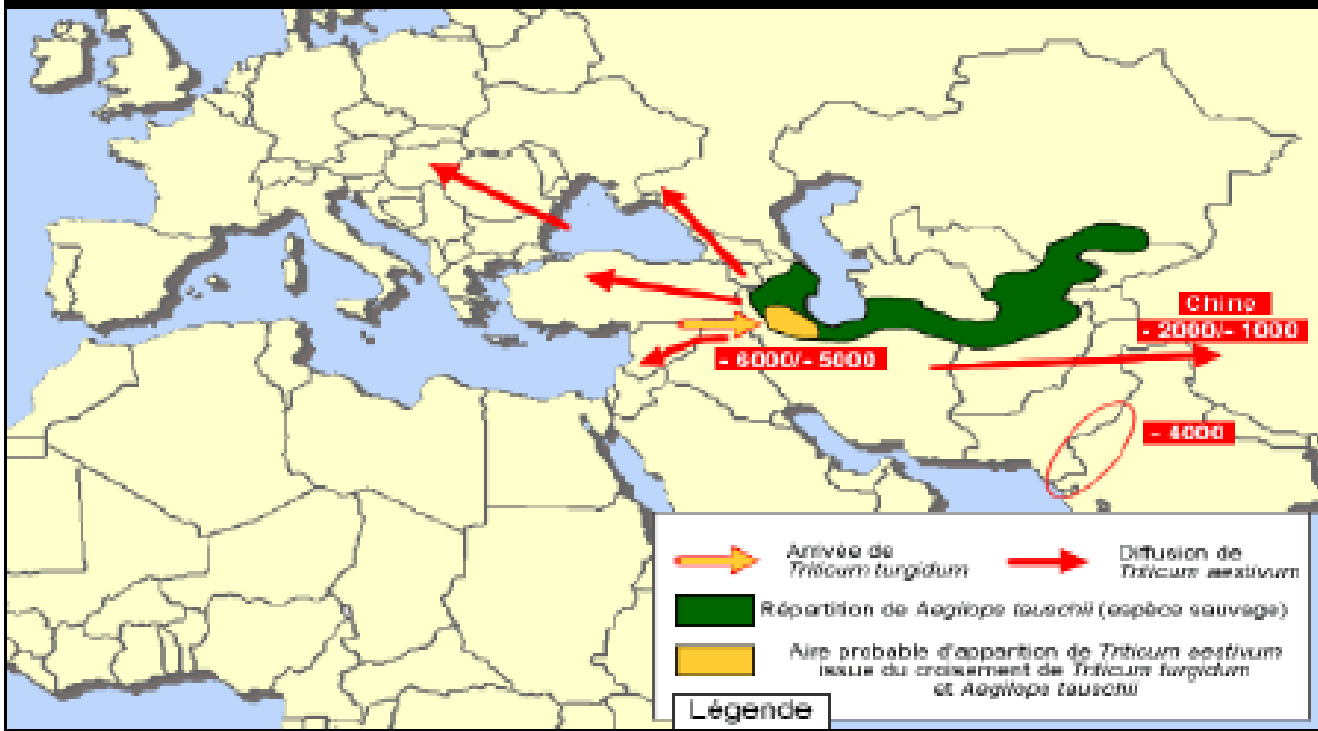 Chine
- 2000/- 1000
- 6000/- 5000
- 4000
Arrivée de
Triticum turgidum
Diffusion de
Triticum aestivum
Répartition de Aegilops tauschii (espèce sauvage)
Aire probable d'apparition de Triticum aestivum
issue du croisement de Triticum turgidum
et Aegilops tauschii
Légende